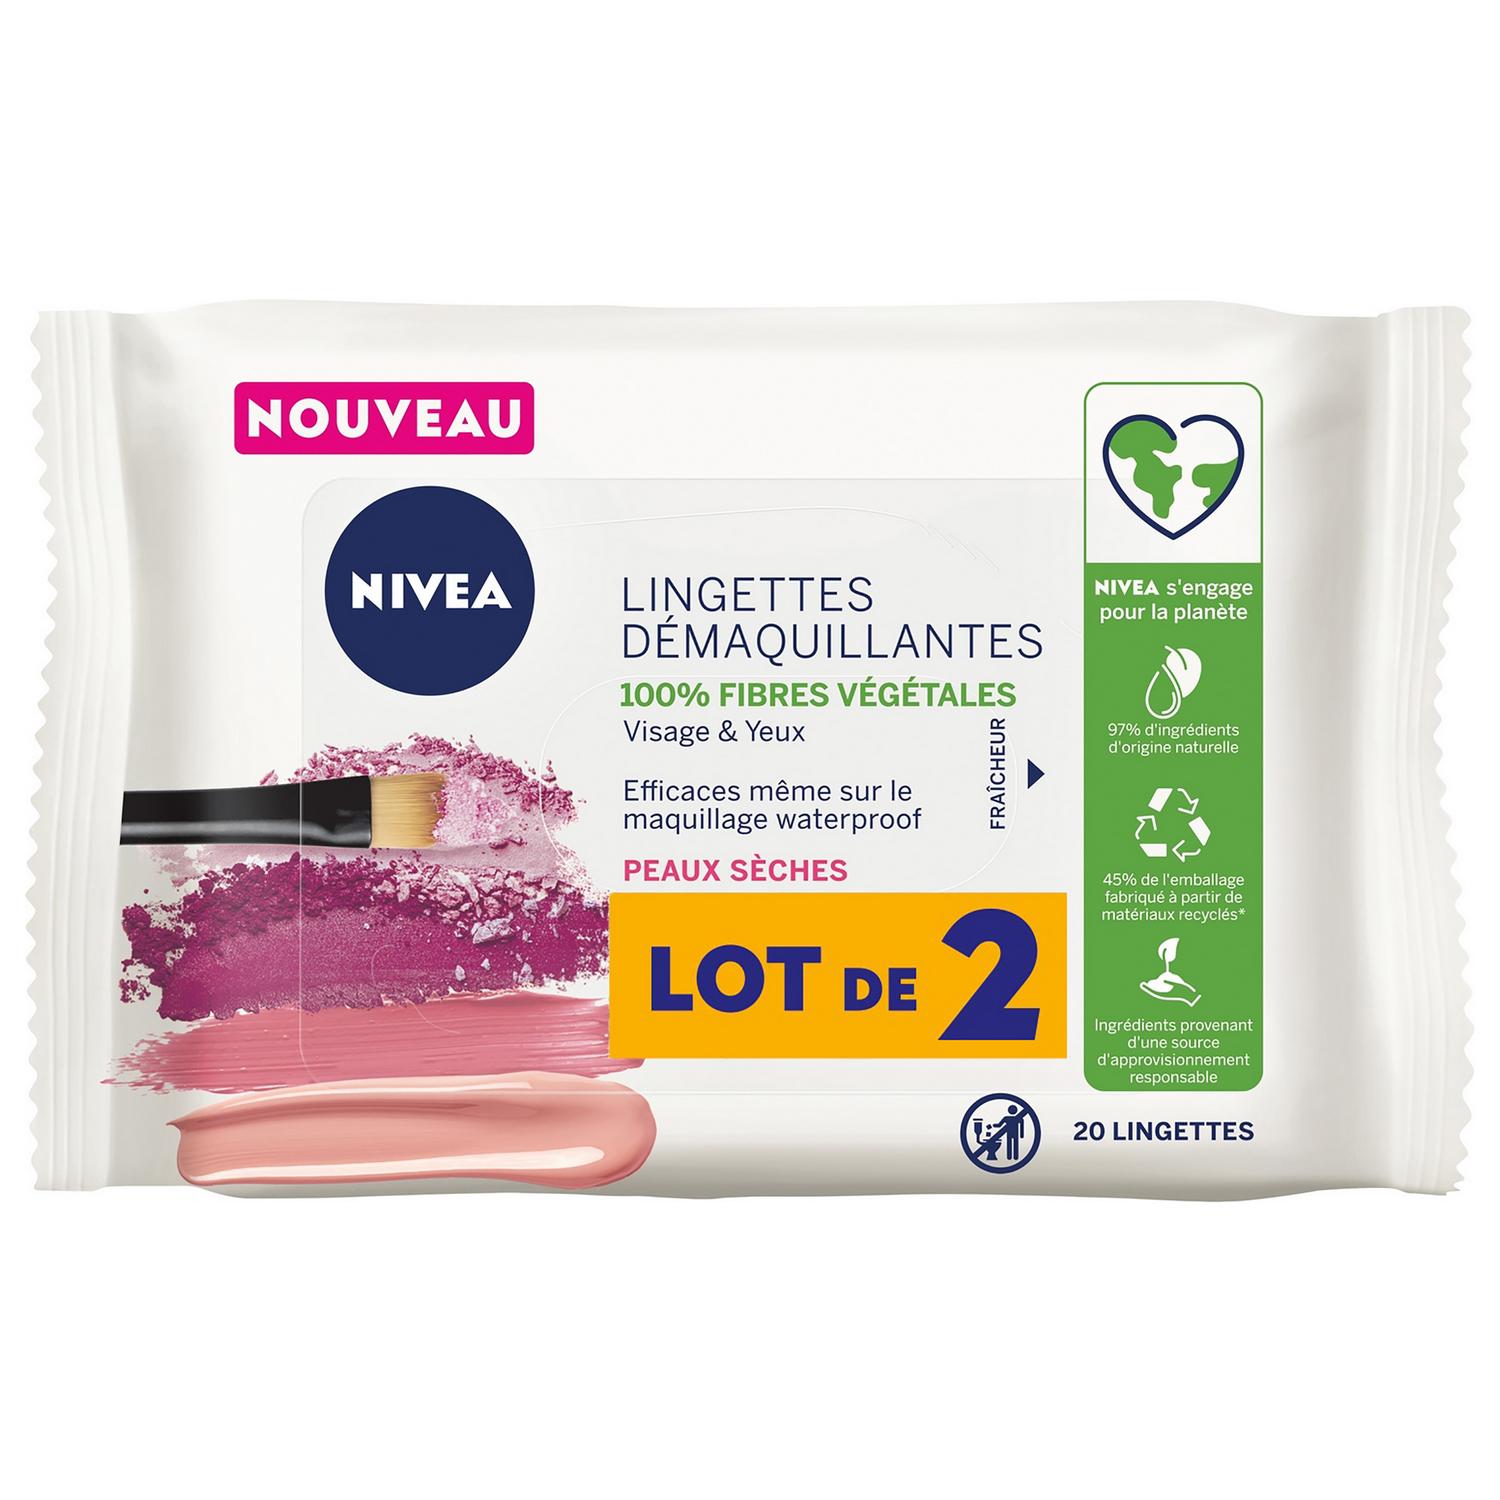 NOUVEAU
NIVEA
LINGETTES
DÉMAQUILLANTES
100% FIBRES VÉGÉTALES
Visage & Yeux
Efficaces même sur le
maquillage waterproof
FRAÎCHEUR
PEAUX SÈCHES
LOT DE 2
NIVEA s'engage
pour la planète
97% d'ingrédients
d'origine naturelle
45% de l'emballage
fabriqué à partir de
matériaux recyclés*
Ingrédients provenant
d'une source
d'approvisionnement
responsable
20 LINGETTES